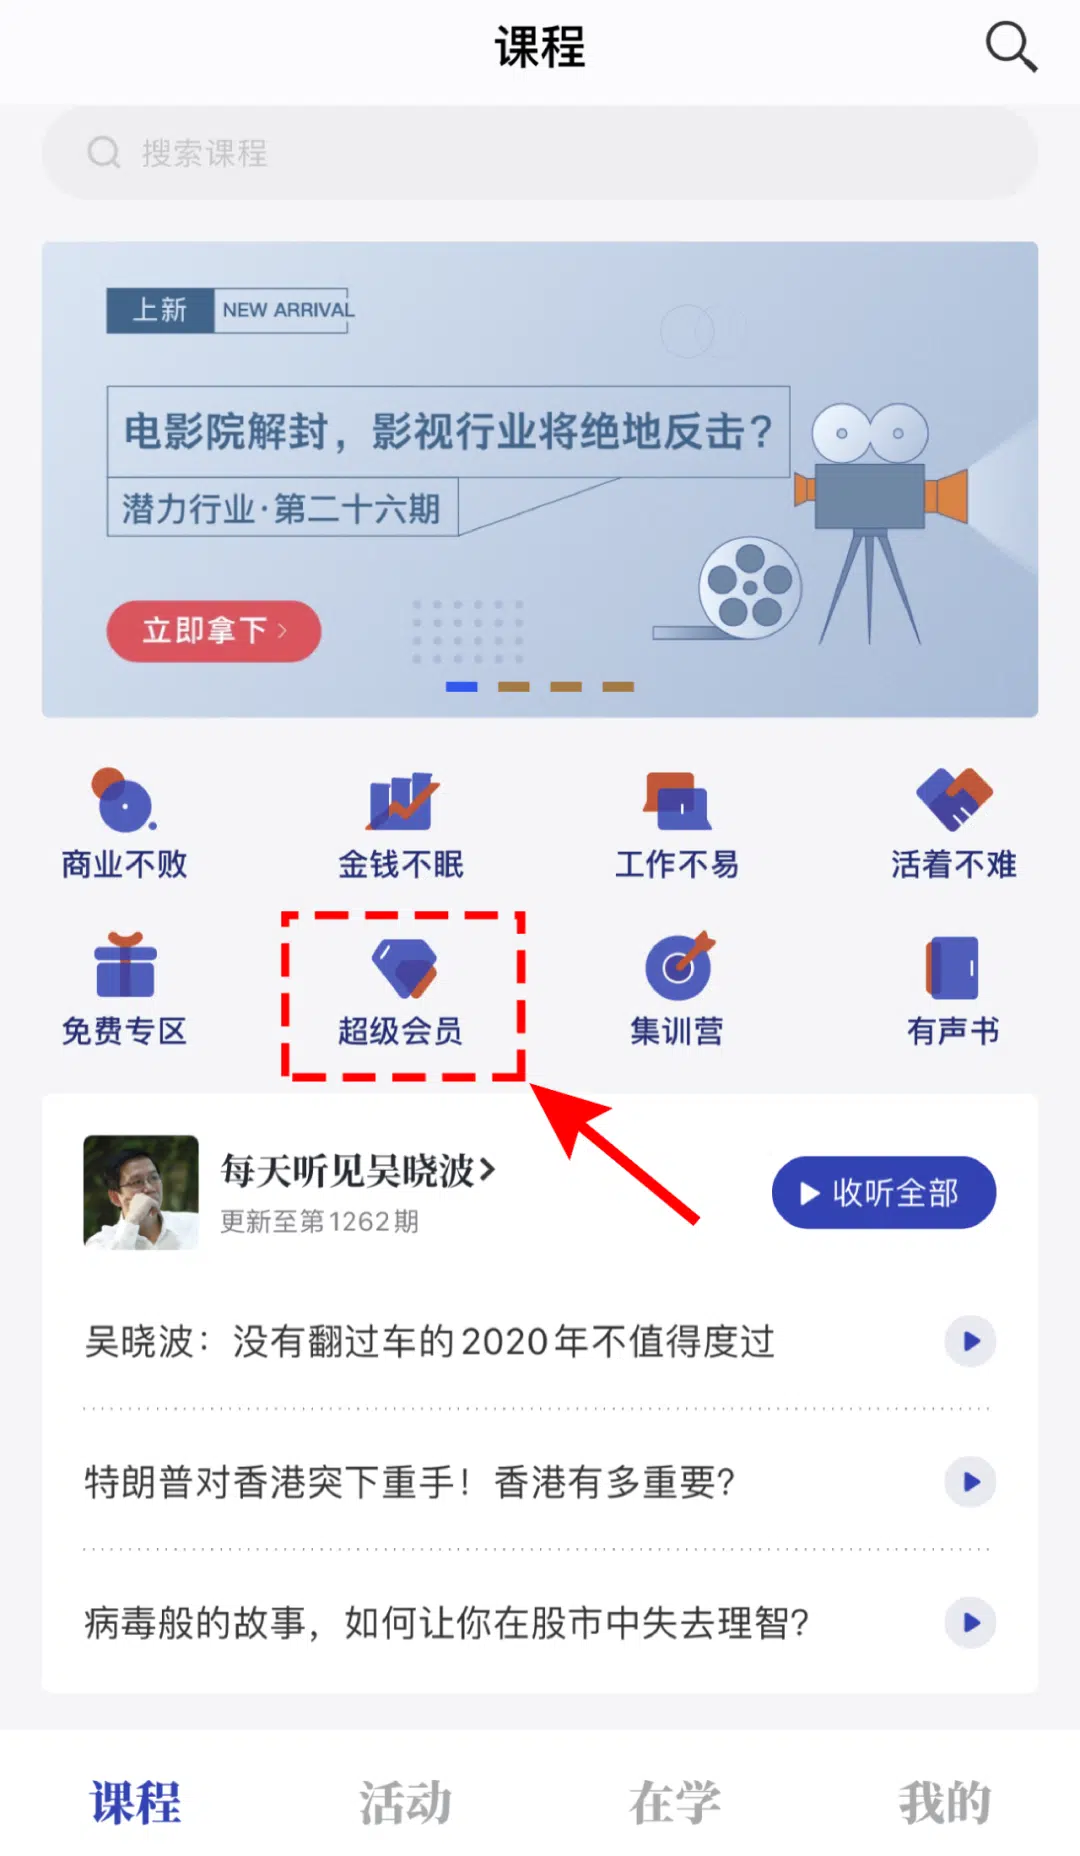 课程
搜索课程
上新 NEW ARRIVAL
电影院解封，影视行业将绝地反击？
潜力行业·第二十六期
立即拿下 >
商业不败 金钱不眠 工作不易 活着不难
免费专区 超级会员 集训营 有声书
每天听见吴晓波>
收听全部
更新至第1262期
吴晓波：没有翻过车的2020年不值得度过
特朗普对香港突下重手！香港有多重要？
病毒般的故事，如何让你在股市中失去理智？
课程 活动 在学 我的